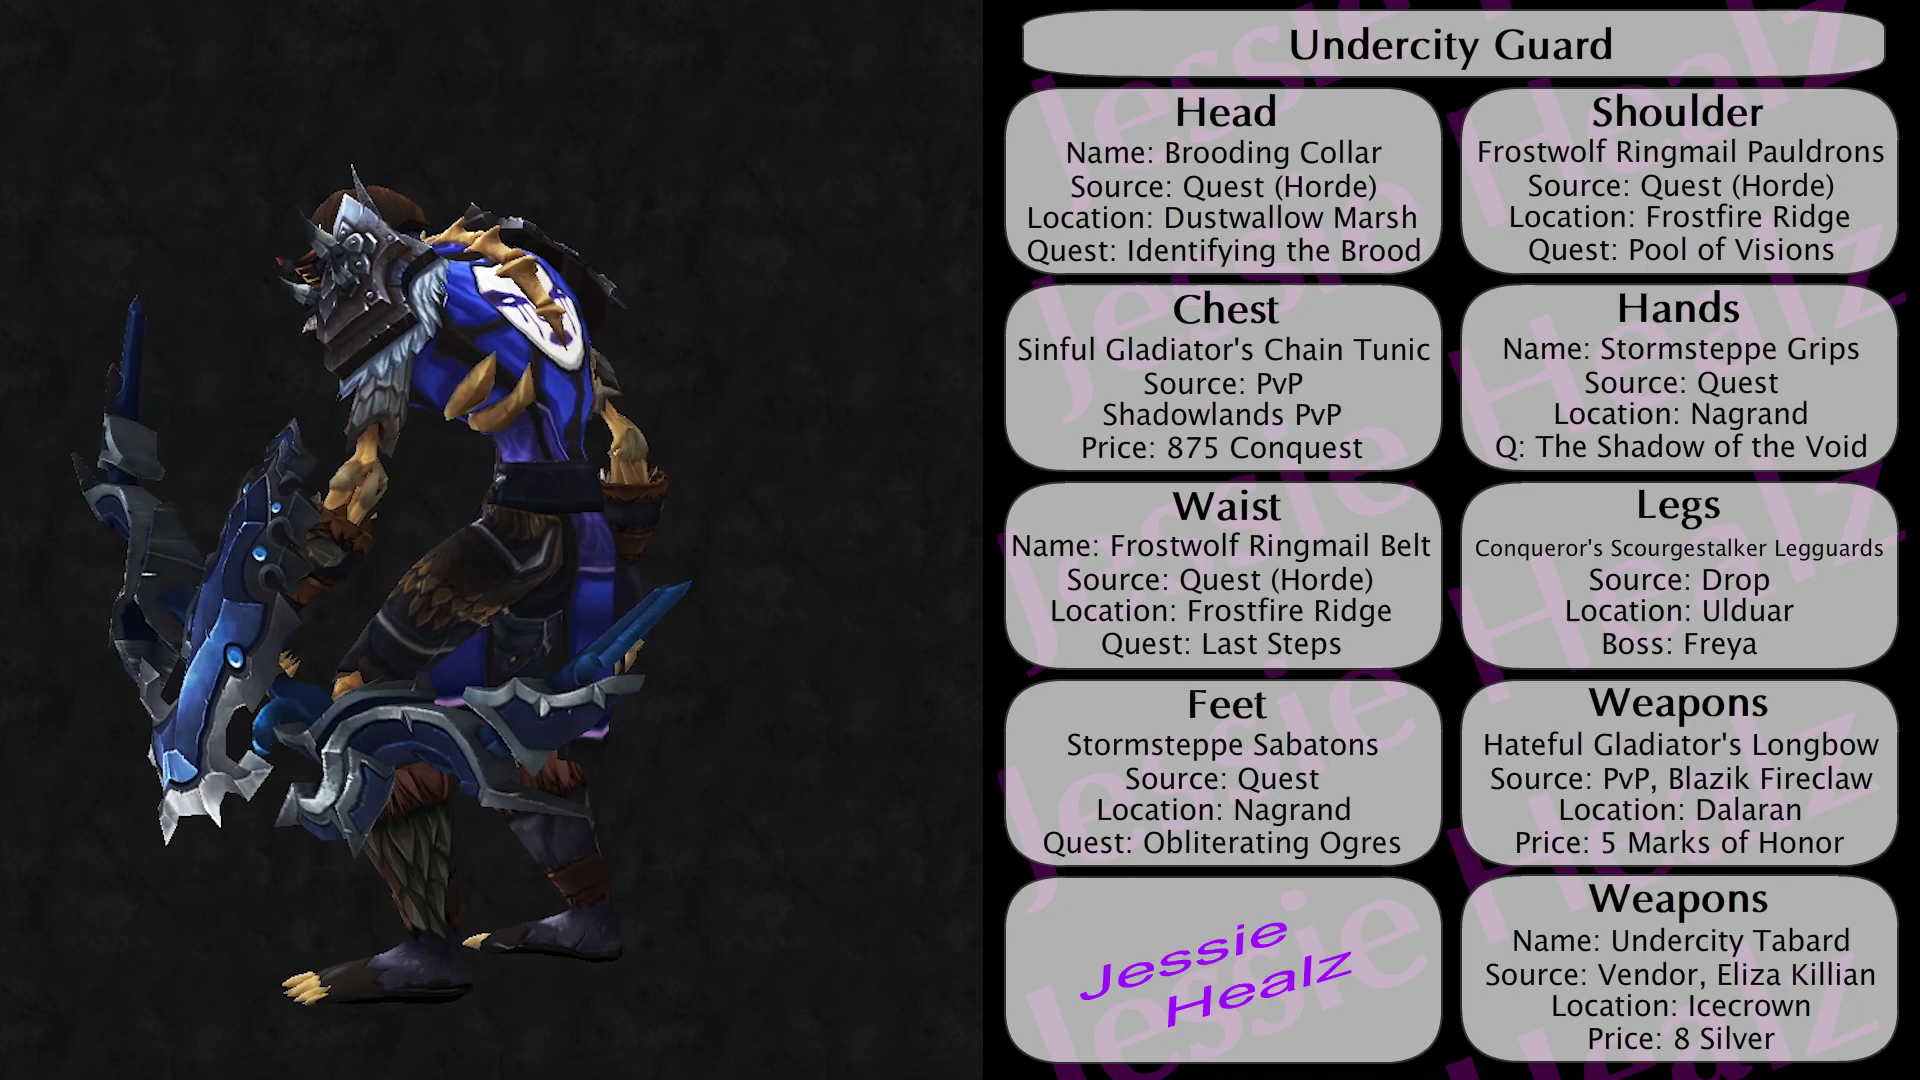 Undercity Guard
Head
Name: Brooding Collar
Source: Quest (Horde)
Location: Dustwallow Marsh
Quest: Identifying the Brood
Shoulder
Frostwolf Ringmail Pauldrons
Source: Quest (Horde)
Location: Frostfire Ridge
Quest: Pool of Visions
Chest
Sinful Gladiator's Chain Tunic
Source: PvP
Shadowlands PvP
Price: 875 Conquest
Hands
Name: Stormsteppe Grips
Source: Quest
Location: Nagrand
Q: The Shadow of the Void
Waist
Name: Frostwolf Ringmail Belt
Source: Quest (Horde)
Location: Frostfire Ridge
Quest: Last Steps
Legs
Conqueror's Scourgestalker Legguards
Source: Drop
Location: Ulduar
Boss: Freya
Feet
Stormsteppe Sabatons
Source: Quest
Location: Nagrand
Quest: Obliterating Ogres
Weapons
Hateful Gladiator's Longbow
Source: PvP, Blazik Fireclaw
Location: Dalaran
Price: 5 Marks of Honor
Jessie
Healz
Weapons
Name: Undercity Tabard
Source: Vendor, Eliza Killian
Location: Icecrown
Price: 8 Silver